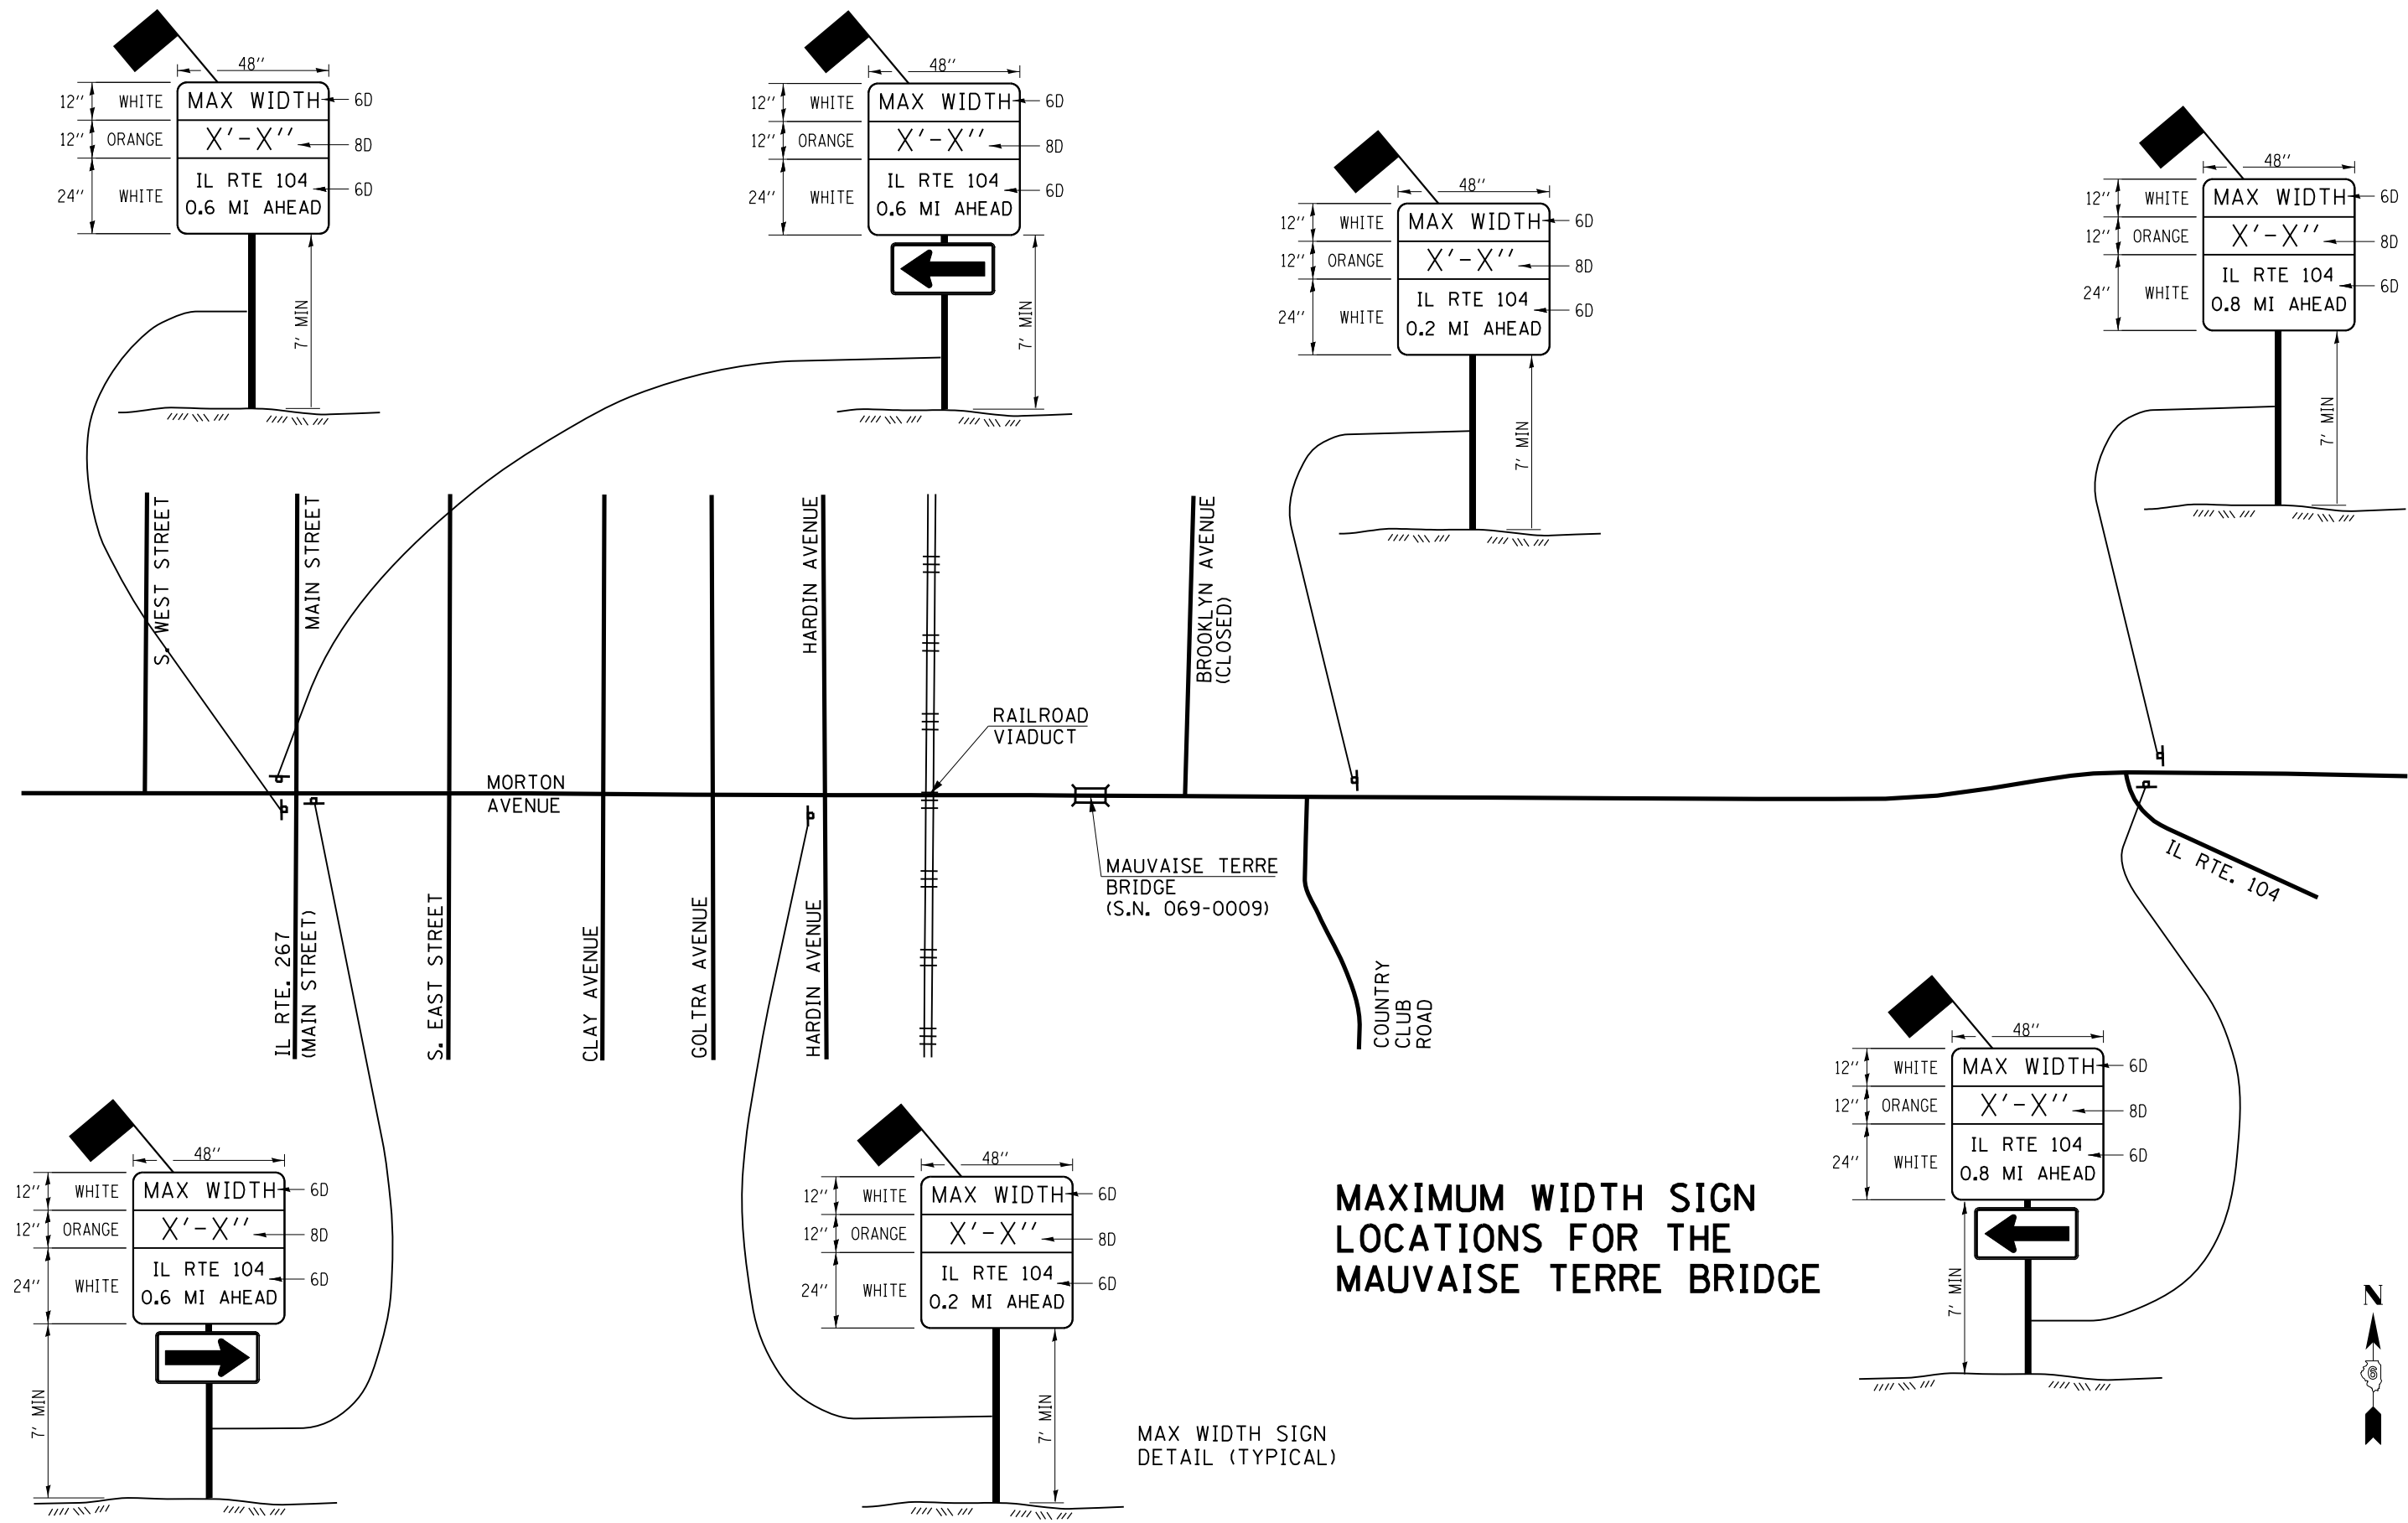 48''
12'' WHITE MAX WIDTH 6D
12'' ORANGE X'-X'' 8D
24'' WHITE IL RTE 104 6D
0.6 MI AHEAD
7' MIN
48''
12'' WHITE MAX WIDTH 6D
12'' ORANGE X'-X'' 8D
24'' WHITE IL RTE 104 6D
0.6 MI AHEAD
7' MIN
48''
12'' WHITE MAX WIDTH 6D
12'' ORANGE X'-X'' 8D
24'' WHITE IL RTE 104 6D
0.2 MI AHEAD
7' MIN
48''
12'' WHITE MAX WIDTH 6D
12'' ORANGE X'-X'' 8D
24'' WHITE IL RTE 104 6D
0.8 MI AHEAD
7' MIN
S. WEST STREET
MAIN STREET
HARDIN AVENUE
BROOKLYN AVENUE
(CLOSED)
RAILROAD
VIADUCT
MORTON
AVENUE
MAUVAISE TERRE
BRIDGE
(S.N. 069-0009)
IL RTE. 104
IL RTE. 267
(MAIN STREET)
S. EAST STREET
CLAY AVENUE
GOLTRA AVENUE
HARDIN AVENUE
COUNTRY
CLUB
ROAD
48''
12'' WHITE MAX WIDTH 6D
12'' ORANGE X'-X'' 8D
24'' WHITE IL RTE 104 6D
0.6 MI AHEAD
7' MIN
48''
12'' WHITE MAX WIDTH 6D
12'' ORANGE X'-X'' 8D
24'' WHITE IL RTE 104 6D
0.2 MI AHEAD
7' MIN
MAX WIDTH SIGN
DETAIL (TYPICAL)
MAXIMUM WIDTH SIGN
LOCATIONS FOR THE
MAUVAISE TERRE BRIDGE
48''
12'' WHITE MAX WIDTH 6D
12'' ORANGE X'-X'' 8D
24'' WHITE IL RTE 104 6D
0.8 MI AHEAD
7' MIN
N
6